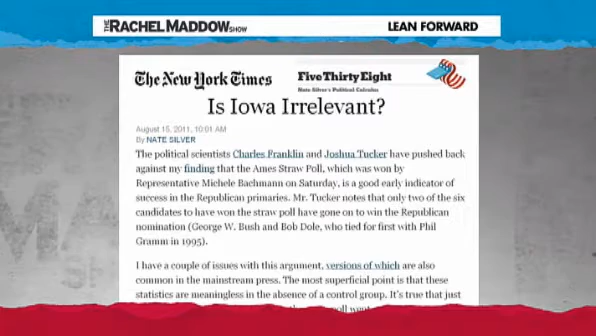 THE RACHEL MADDOW SHOW
LEAN FORWARD
The New York Times
FiveThirtyEight
Nate Silver's Political Calculus
Is Iowa Irrelevant?
August 15, 2011, 10:01 AM
By NATE SILVER
The political scientists Charles Franklin and Joshua Tucker have pushed back
against my finding that the Ames Straw Poll, which was won by
Representative Michele Bachmann on Saturday, is a good early indicator of
success in the Republican primaries. Mr. Tucker notes that only two of the six
candidates to have won the straw poll have gone on to win the Republican
nomination (George W. Bush and Bob Dole, who tied for first with Phil
Gramm in 1995).
I have a couple of issues with this argument, versions of which are also
common in the mainstream press. The most superficial point is that these
statistics are meaningless in the absence of a control group. It's true that just